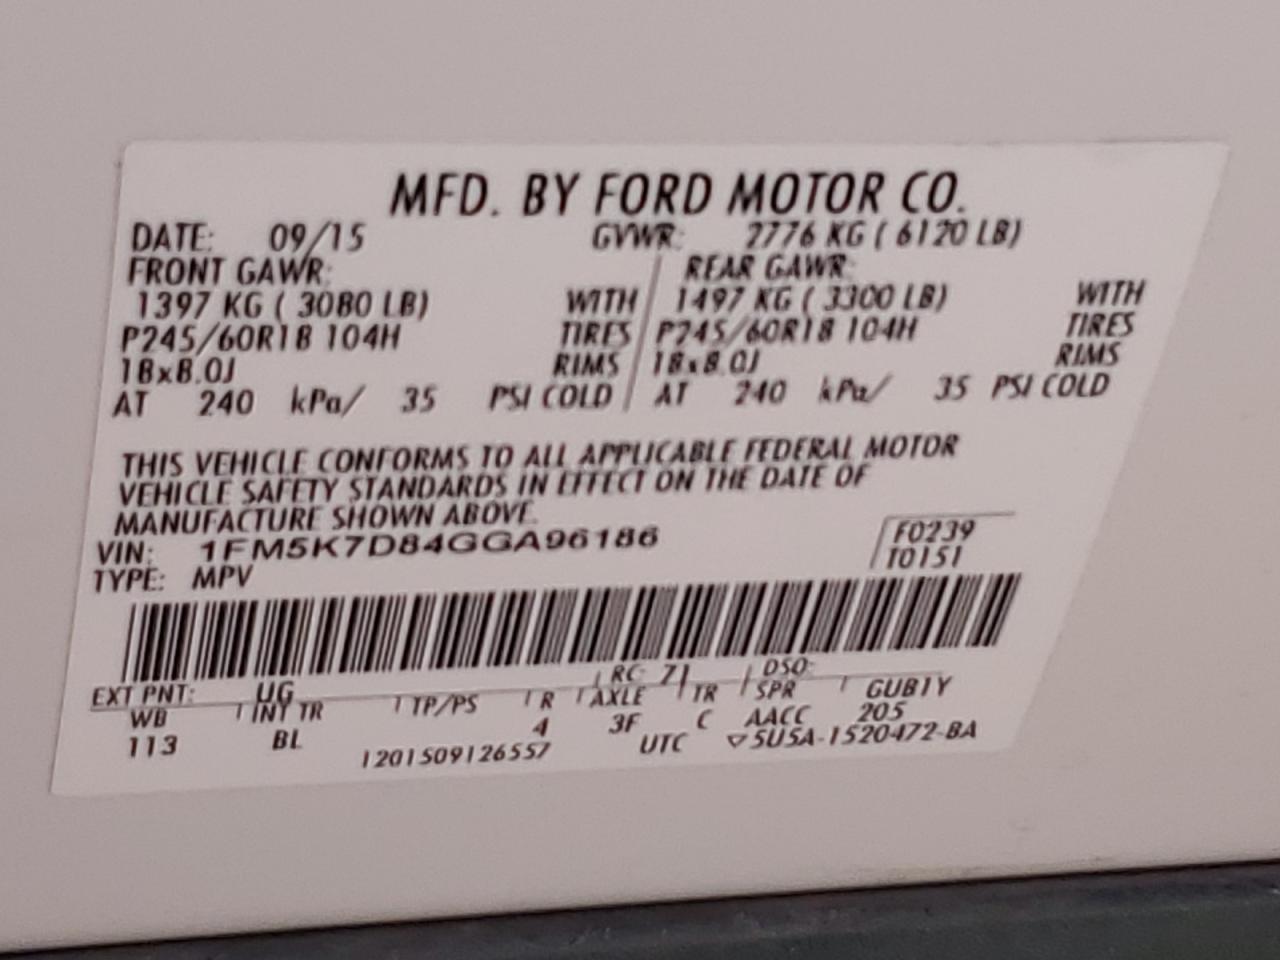 MFD. BY FORD MOTOR CO.
DATE: 09/15 GVWR: 2776 KG ( 6120 LB)
FRONT GAWR: REAR GAWR:
1397 KG ( 3080 LB) WITH 1497 KG ( 3300 LB) WITH
P245/60R18 104H TIRES P245/60R18 104H TIRES
18x8.0J RIMS 18x8.0J RIMS
AT 240 kPa/ 35 PSI COLD AT 240 kPa/ 35 PSI COLD
THIS VEHICLE CONFORMS TO ALL APPLICABLE FEDERAL MOTOR
VEHICLE SAFETY STANDARDS IN EFFECT ON THE DATE OF
MANUFACTURE SHOWN ABOVE.
VIN: 1FM5K7D84GGA96186 F0239
TYPE: MPV T0151
EXT PNT: UG RC: 71 DSO:
WB INT TR TP/PS R AXLE TR SPR GUB1Y
113 BL 4 3F C AACC 205
1201509126557 UTC ▽5U5A-1520472-BA